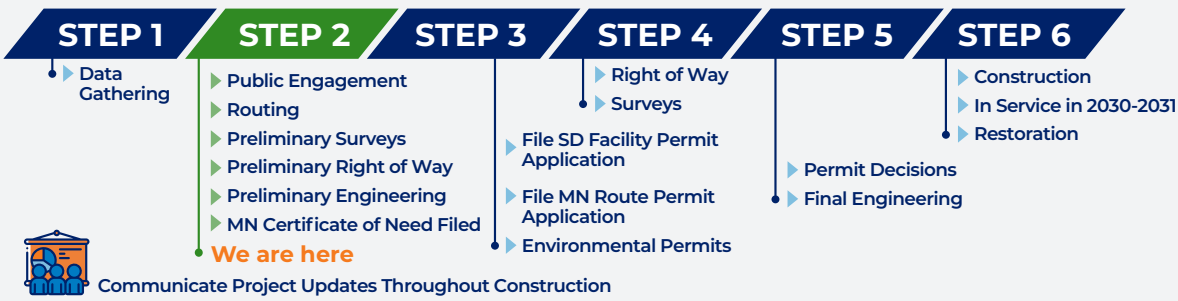 STEP 1
Data
Gathering
STEP 2
Public Engagement
Routing
Preliminary Surveys
Preliminary Right of Way
Preliminary Engineering
MN Certificate of Need Filed
We are here
STEP 3
File SD Facility Permit
Application
File MN Route Permit
Application
Environmental Permits
STEP 4
Right of Way
Surveys
STEP 5
Permit Decisions
Final Engineering
STEP 6
Construction
In Service in 2030-2031
Restoration
Communicate Project Updates Throughout Construction